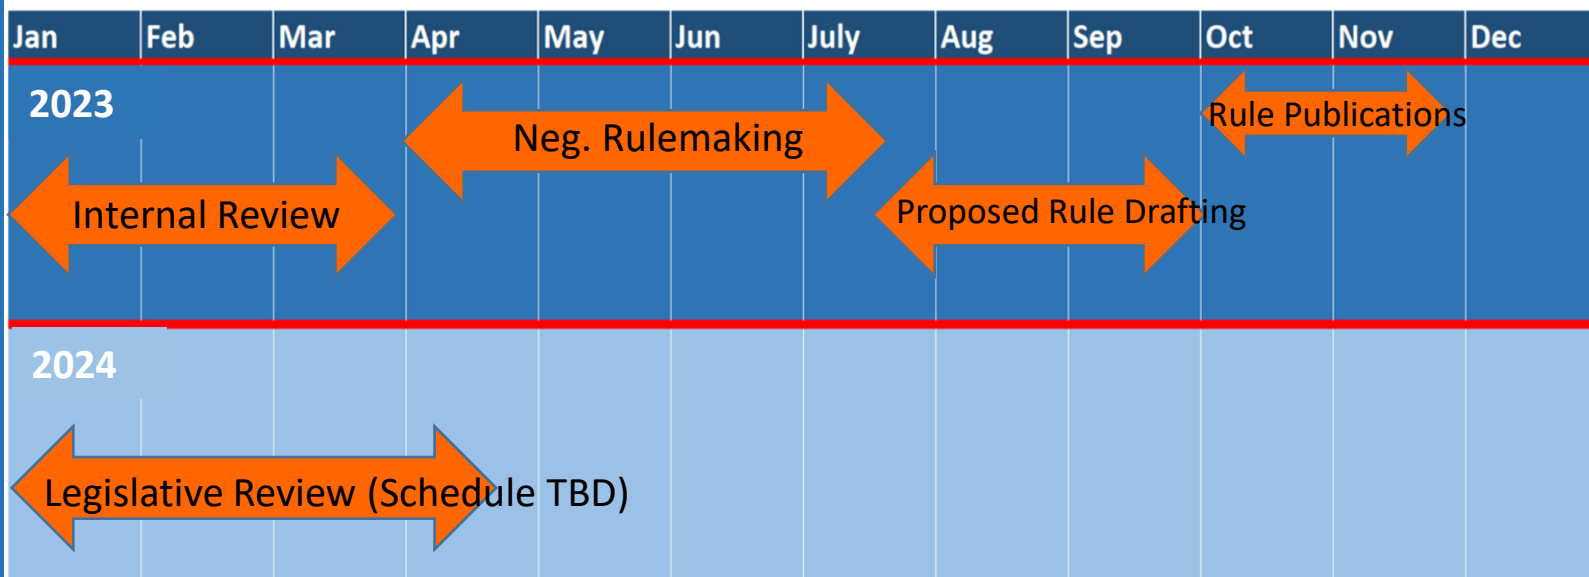 Jan Feb Mar Apr May Jun July Aug Sep Oct Nov Dec
2023
Rule Publications
Neg. Rulemaking
Internal Review
Proposed Rule Drafting
2024
Legislative Review (Schedule TBD)